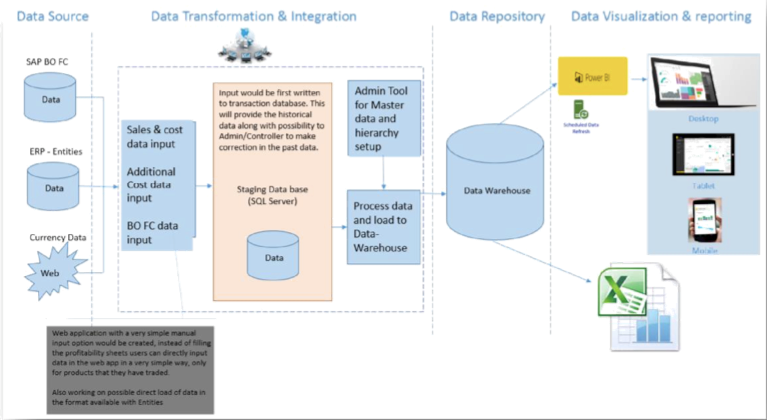 Data Source
Data Transformation & Integration
Data Repository
Data Visualization & reporting
SAP BO FC
Data
ERP - Entities
Data
Currency Data
Web
Sales & cost
data input
Additional
Cost data
input
BO FC data
input
Input would be first written
to transaction database. This
will provide the historical
data along with possibility to
Admin/Controller to make
correction in the past data.
Staging Data base
(SQL Server)
Data
Admin Tool
for Master
data and
hierarchy
setup
Process data
and load to
Data-
Warehouse
Data Warehouse
Power BI
Scheduled Data
Refresh
Desktop
Tablet
Mobile
Web application with a very simple manual
input option would be created, instead of filling
the profitability sheets users can directly input
data in the web app in a very simple way, only
for products that they have traded.
Also working on possible direct load of data in
the format available with Entities